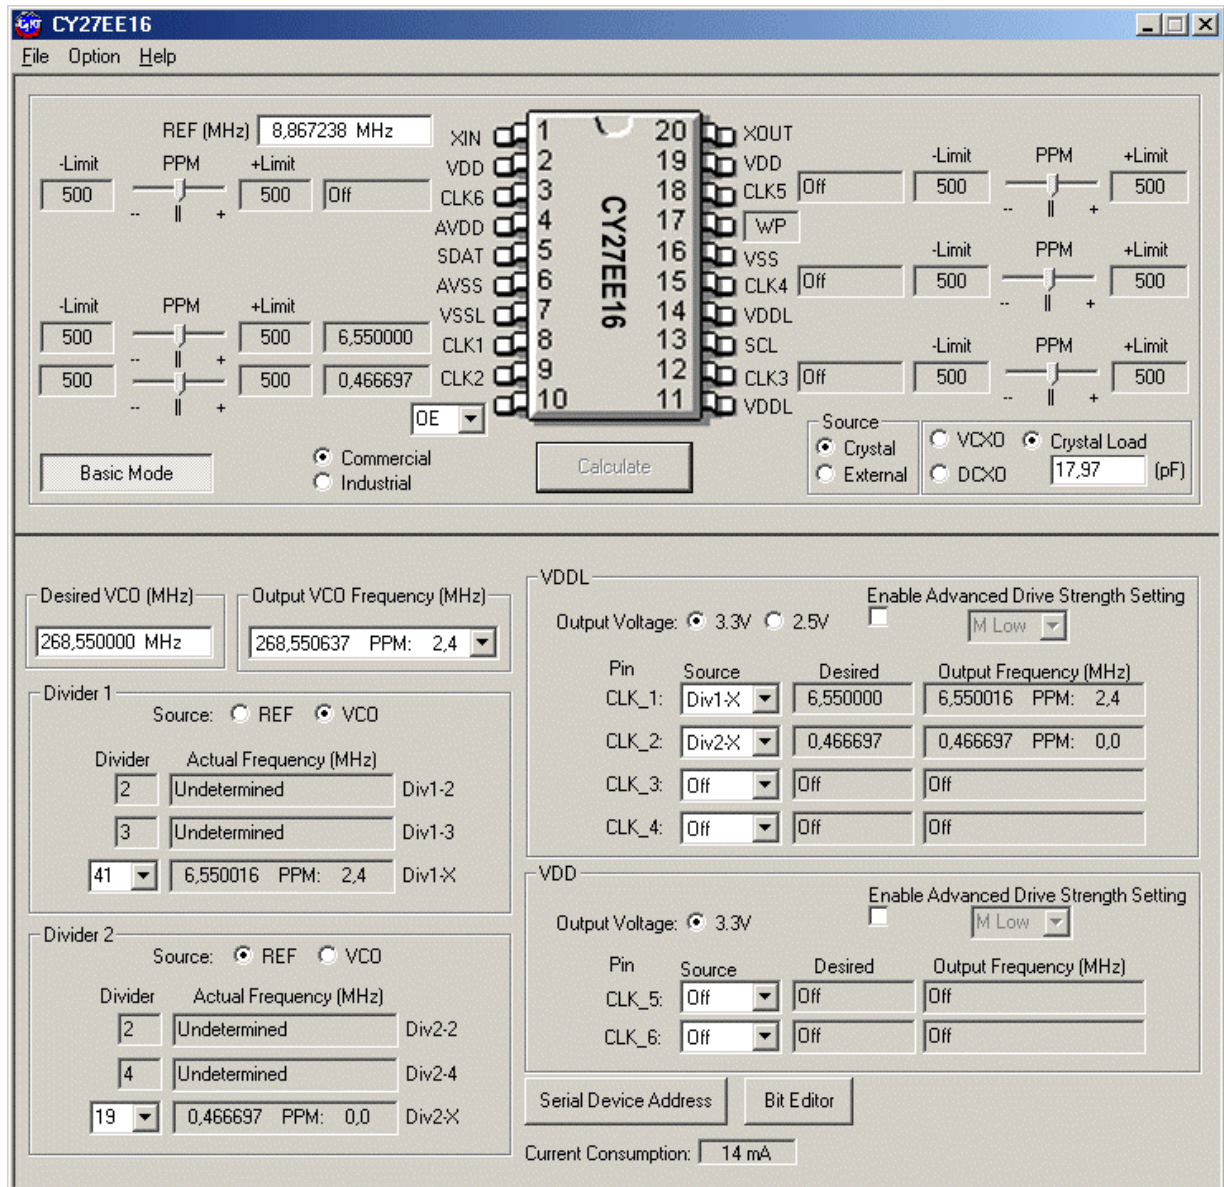 CY27EE16
File Option Help
REF (MHz) 8,867238 MHz
-Limit PPM +Limit
500 500 Off
-- || +
-Limit PPM +Limit
500 500 6,550000
-- || +
500 500 0,466697
-- || +
OE
XIN 1 20 XOUT
VDD 2 19 VDD
CLK6 3 18 CLK5
AVDD 4 17 WP
SDAT 5 16 VSS
AVSS 6 15 CLK4
VSSL 7 14 VDDL
CLK1 8 13 SCL
CLK2 9 12 CLK3
10 11 VDDL
CY27EE16
-Limit PPM +Limit
Off 500 500
-- || +
-Limit PPM +Limit
Off 500 500
-- || +
-Limit PPM +Limit
Off 500 500
-- || +
Basic Mode
Commercial
Industrial
Calculate
Source
Crystal
External
VCXO Crystal Load
DCXO 17,97 (pF)
Desired VCO (MHz)
268,550000 MHz
Output VCO Frequency (MHz)
268,550637 PPM: 2,4
Divider 1
Source: REF VCO
Divider Actual Frequency (MHz)
2 Undetermined Div1-2
3 Undetermined Div1-3
41 6,550016 PPM: 2,4 Div1-X
Divider 2
Source: REF VCO
Divider Actual Frequency (MHz)
2 Undetermined Div2-2
4 Undetermined Div2-4
19 0,466697 PPM: 0,0 Div2-X
VDDL
Enable Advanced Drive Strength Setting
Output Voltage: 3.3V 2.5V
M Low
Pin Source Desired Output Frequency (MHz)
CLK_1: Div1-X 6,550000 6,550016 PPM: 2,4
CLK_2: Div2-X 0,466697 0,466697 PPM: 0,0
CLK_3: Off Off Off
CLK_4: Off Off Off
VDD
Enable Advanced Drive Strength Setting
Output Voltage: 3.3V
M Low
Pin Source Desired Output Frequency (MHz)
CLK_5: Off Off Off
CLK_6: Off Off Off
Serial Device Address Bit Editor
Current Consumption: 14 mA